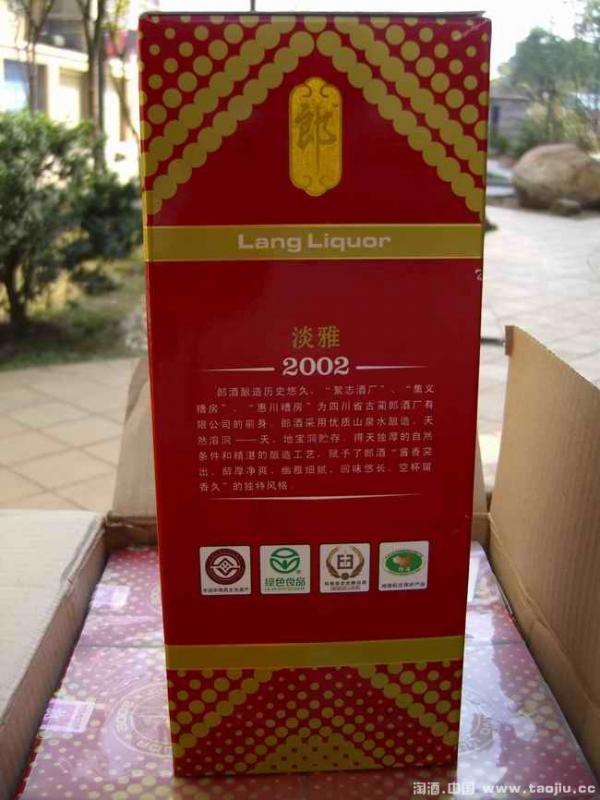 郎
Lang Liquor
淡雅
2002
郎酒酿造历史悠久，“絮志酒厂”、“集义
糟房”、“惠川糟房”为四川省古蔺郎酒厂有
限公司的前身。郎酒采用优质山泉水酿造，天
然溶洞——天、地宝洞贮存，得天独厚的自然
条件和精湛的酿造工艺，赋予了郎酒“酱香突
出、醇厚净爽、幽雅细腻、回味悠长、空杯留
香久”的独特风格。
绿色食品
淘酒.中国 www.taojiu.cc